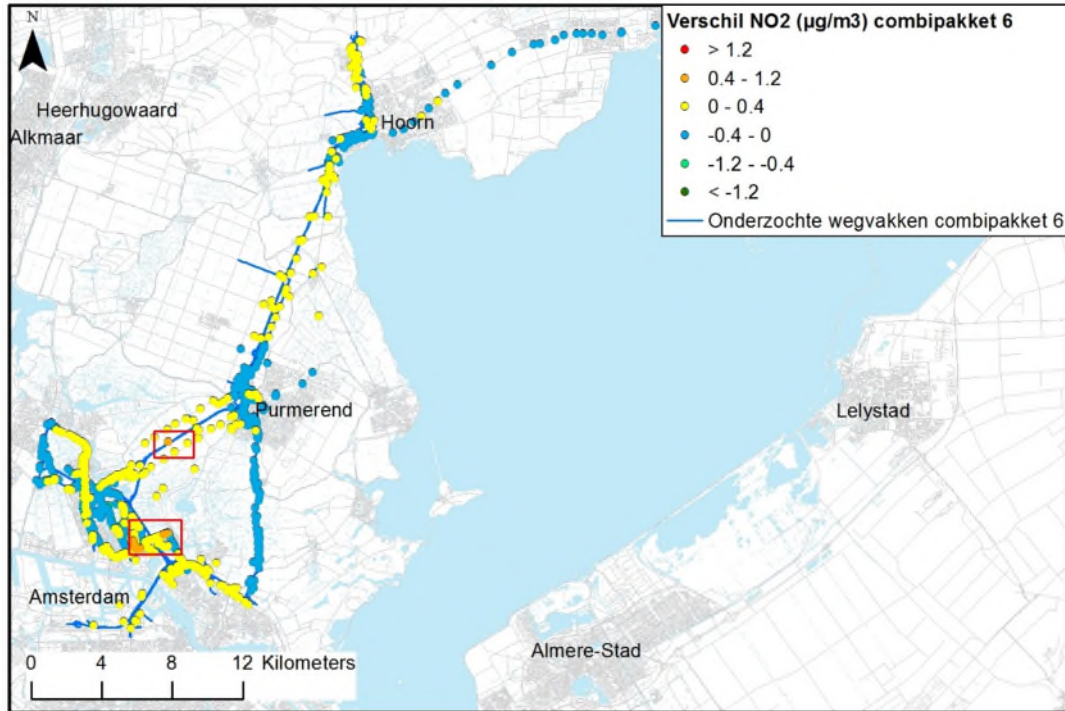 N
Verschil NO2 (µg/m3) combipakket 6
> 1.2
0.4 - 1.2
0 - 0.4
-0.4 - 0
-1.2 - -0.4
< -1.2
Onderzochte wegvakken combipakket 6
Heerhugowaard
Alkmaar
Hoorn
Purmerend
Lelystad
Amsterdam
Almere-Stad
0 4 8 12 Kilometers